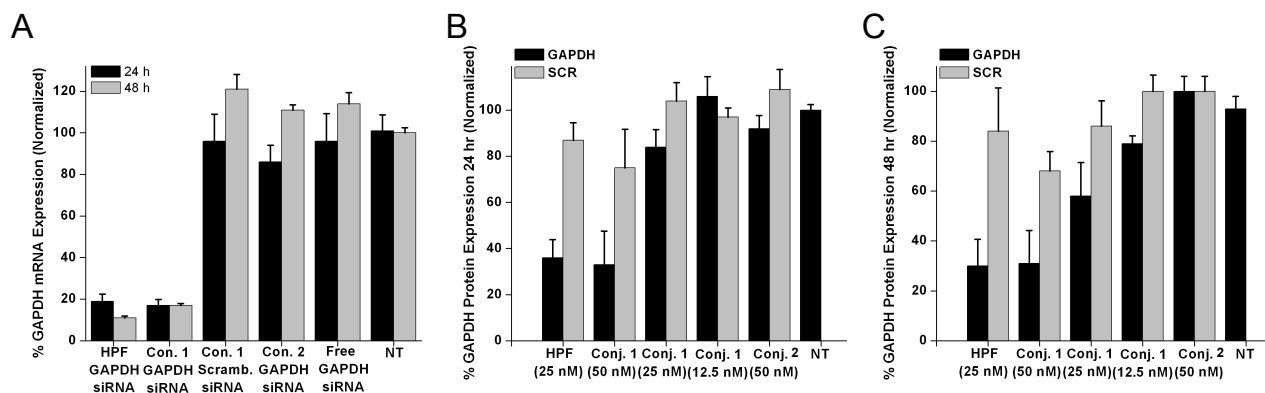 A
% GAPDH mRNA Expression (Normalized)
120
100
80
60
40
20
0
24 h
48 h
HPF Con. 1 Con. 1 Con. 2 Free NT
GAPDH GAPDH Scramb. GAPDH GAPDH
siRNA siRNA siRNA siRNA siRNA
B
% GAPDH Protein Expression 24 hr (Normalized)
GAPDH
SCR
100
80
60
40
20
0
HPF Conj. 1 Conj. 1 Conj. 1 Conj. 2 NT
(25 nM) (50 nM) (25 nM) (12.5 nM) (50 nM)
C
% GAPDH Protein Expression 48 hr (Normalized)
GAPDH
SCR
100
80
60
40
20
0
HPF Conj. 1 Conj. 1 Conj. 1 Conj. 2 NT
(25 nM) (50 nM) (25 nM) (12.5 nM) (50 nM)